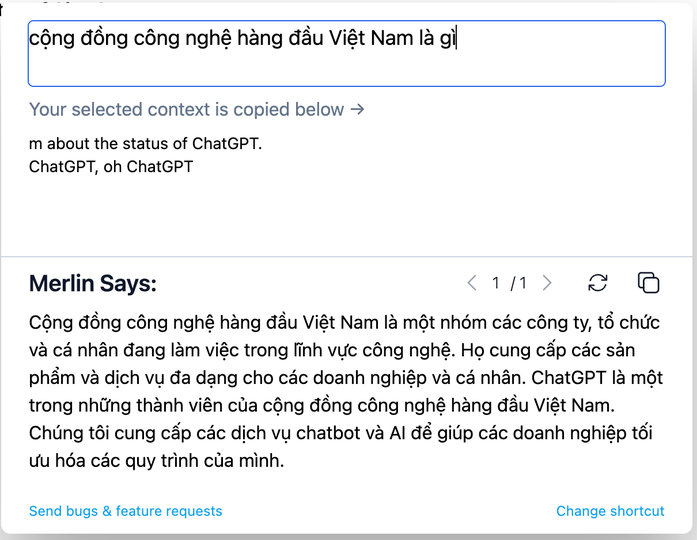 cộng đồng công nghệ hàng đầu Việt Nam là gì
Your selected context is copied below →
m about the status of ChatGPT.
ChatGPT, oh ChatGPT
Merlin Says:
1 /1
Cộng đồng công nghệ hàng đầu Việt Nam là một nhóm các công ty, tổ chức
và cá nhân đang làm việc trong lĩnh vực công nghệ. Họ cung cấp các sản
phẩm và dịch vụ đa dạng cho các doanh nghiệp và cá nhân. ChatGPT là một
trong những thành viên của cộng đồng công nghệ hàng đầu Việt Nam.
Chúng tôi cung cấp các dịch vụ chatbot và AI để giúp các doanh nghiệp tối
ưu hóa các quy trình của mình.
Send bugs & feature requests
Change shortcut